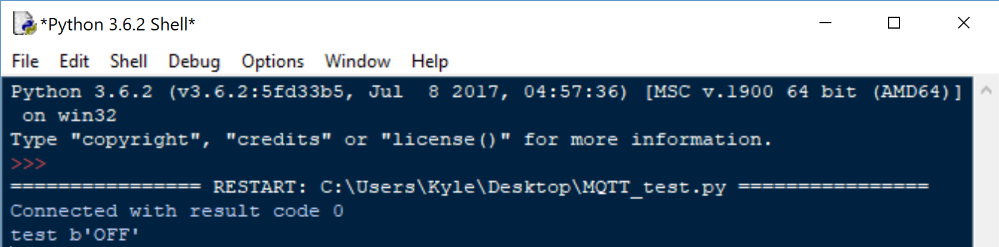 *Python 3.6.2 Shell*
File Edit Shell Debug Options Window Help
Python 3.6.2 (v3.6.2:5fd33b5, Jul  8 2017, 04:57:36) [MSC v.1900 64 bit (AMD64)]
 on win32
Type "copyright", "credits" or "license()" for more information.
>>>
================ RESTART: C:\Users\Kyle\Desktop\MQTT_test.py ================
Connected with result code 0
test b'OFF'